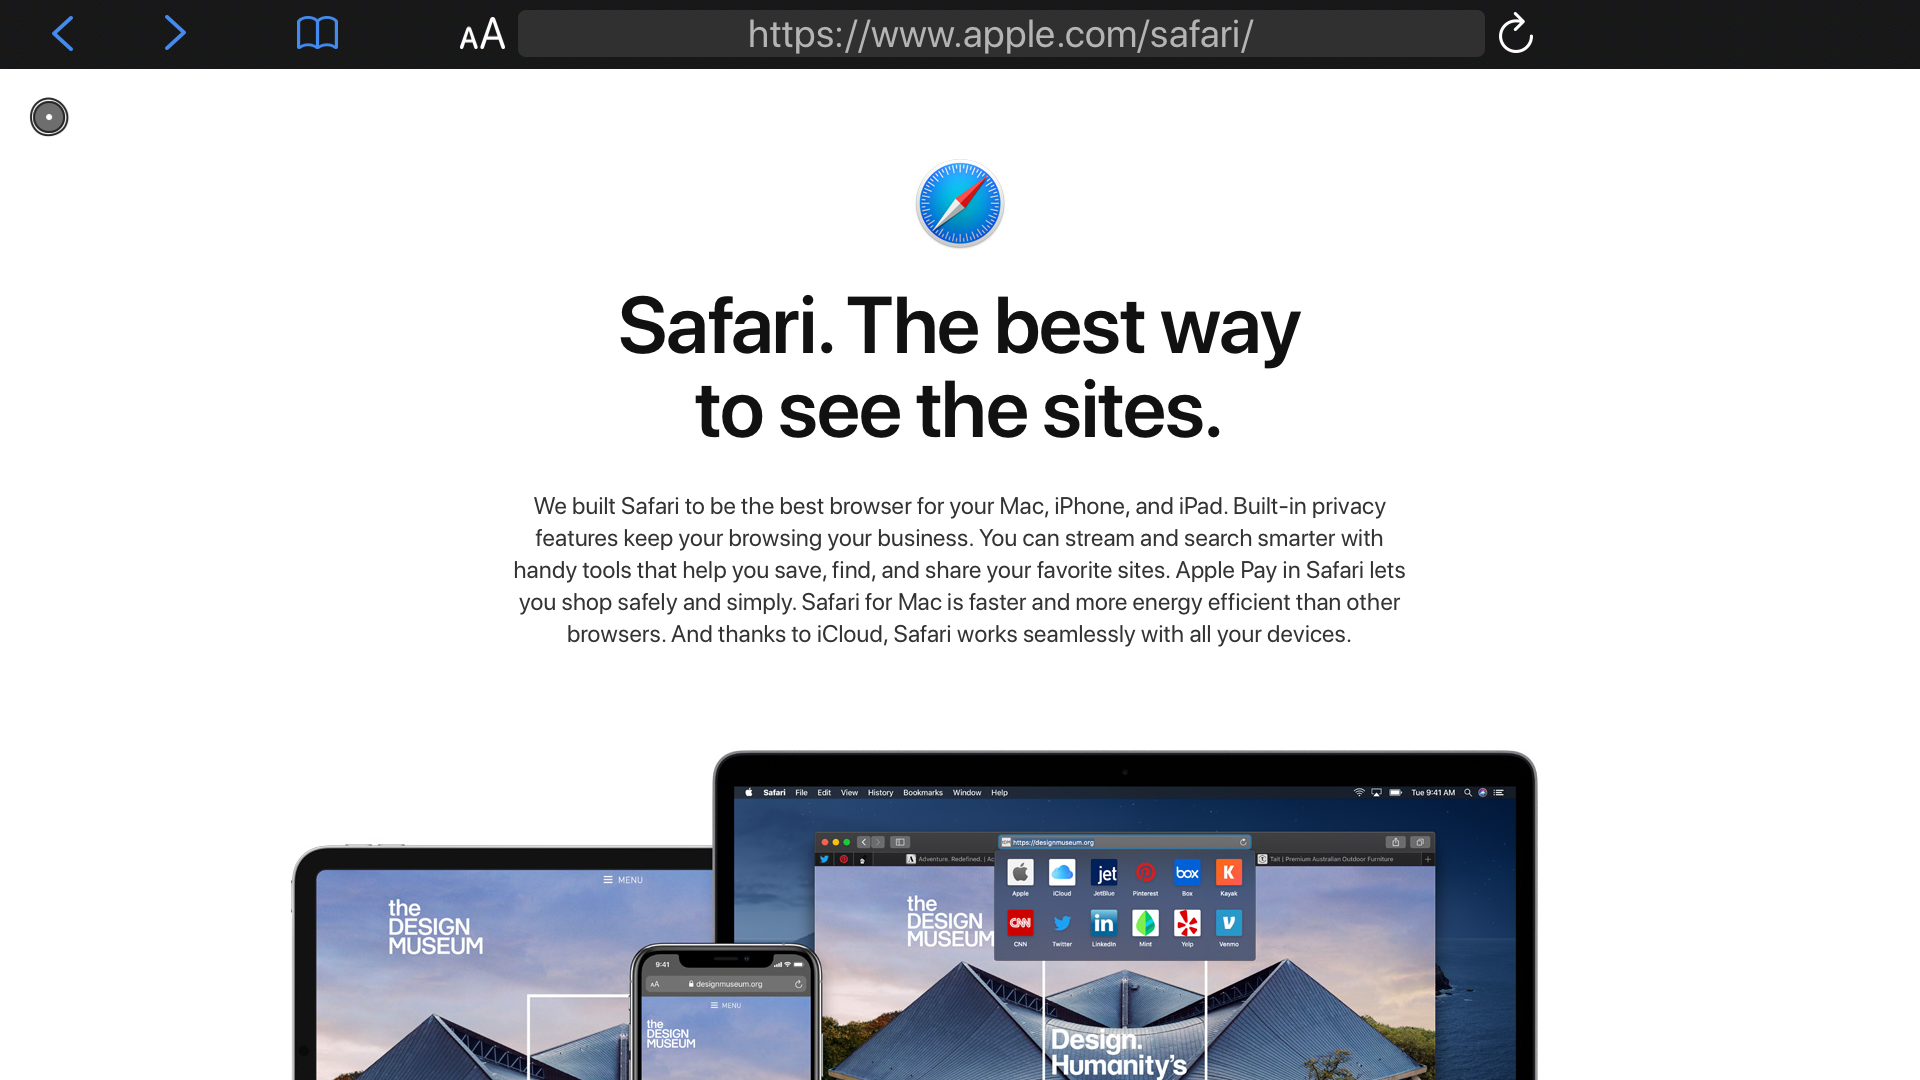 AA
https://www.apple.com/safari/
Safari. The best way
to see the sites.
We built Safari to be the best browser for your Mac, iPhone, and iPad. Built-in privacy
features keep your browsing your business. You can stream and search smarter with
handy tools that help you save, find, and share your favorite sites. Apple Pay in Safari lets
you shop safely and simply. Safari for Mac is faster and more energy efficient than other
browsers. And thanks to iCloud, Safari works seamlessly with all your devices.
Safari File Edit View History Bookmarks Window Help
Tue 9:41 AM
https://designmuseum.org
Adventure. Redefined. | Ac
Tait | Premium Australian Outdoor Furniture
jet
box
K
Apple iCloud JetBlue Pinterest Box Kayak
CNN
in
CNN Twitter LinkedIn Mint Yelp Venmo
the
DESIGN
MUSEUM
Design.
Humanity's
MENU
the
DESIGN
MUSEUM
9:41
AA
designmuseum.org
MENU
the
DESIGN
MUSEUM